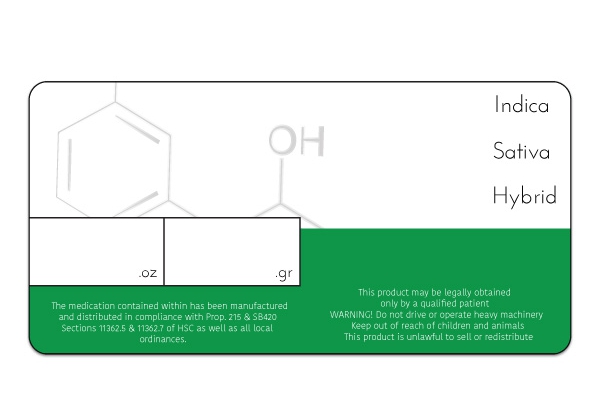 OH
Indica
Sativa
Hybrid
.oz
.gr
The medication contained within has been manufactured
and distributed in compliance with Prop. 215 & SB420
Sections 11362.5 & 11362.7 of HSC as well as all local
ordinances.
This product may be legally obtained
only by a qualified patient
WARNING! Do not drive or operate heavy machinery
Keep out of reach of children and animals
This product is unlawful to sell or redistribute